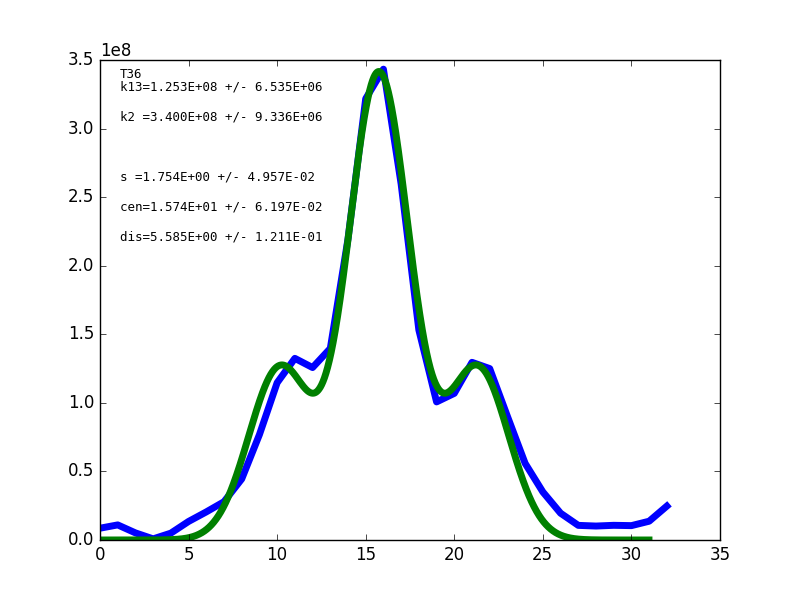 1e8
T36
k13=1.253E+08 +/- 6.535E+06
k2 =3.400E+08 +/- 9.336E+06
s =1.754E+00 +/- 4.957E-02
cen=1.574E+01 +/- 6.197E-02
dis=5.585E+00 +/- 1.211E-01
3.5
3.0
2.5
2.0
1.5
1.0
0.5
0.0
0 5 10 15 20 25 30 35